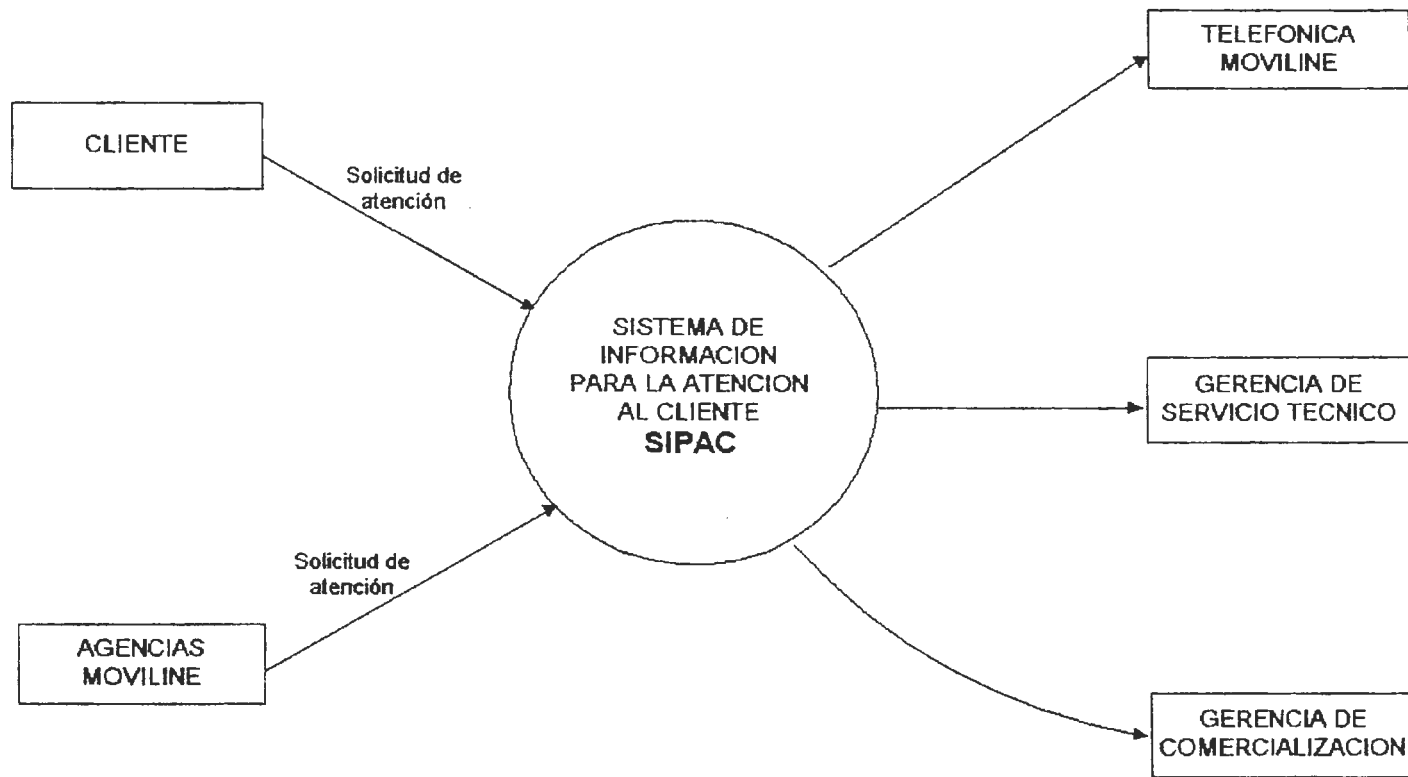 TELEFONICA
MOVILINE
CLIENTE
Solicitud de
atención
SISTEMA DE
INFORMACION
PARA LA ATENCION
AL CLIENTE
SIPAC
GERENCIA DE
SERVICIO TECNICO
Solicitud de
atención
AGENCIAS
MOVILINE
GERENCIA DE
COMERCIALIZACION